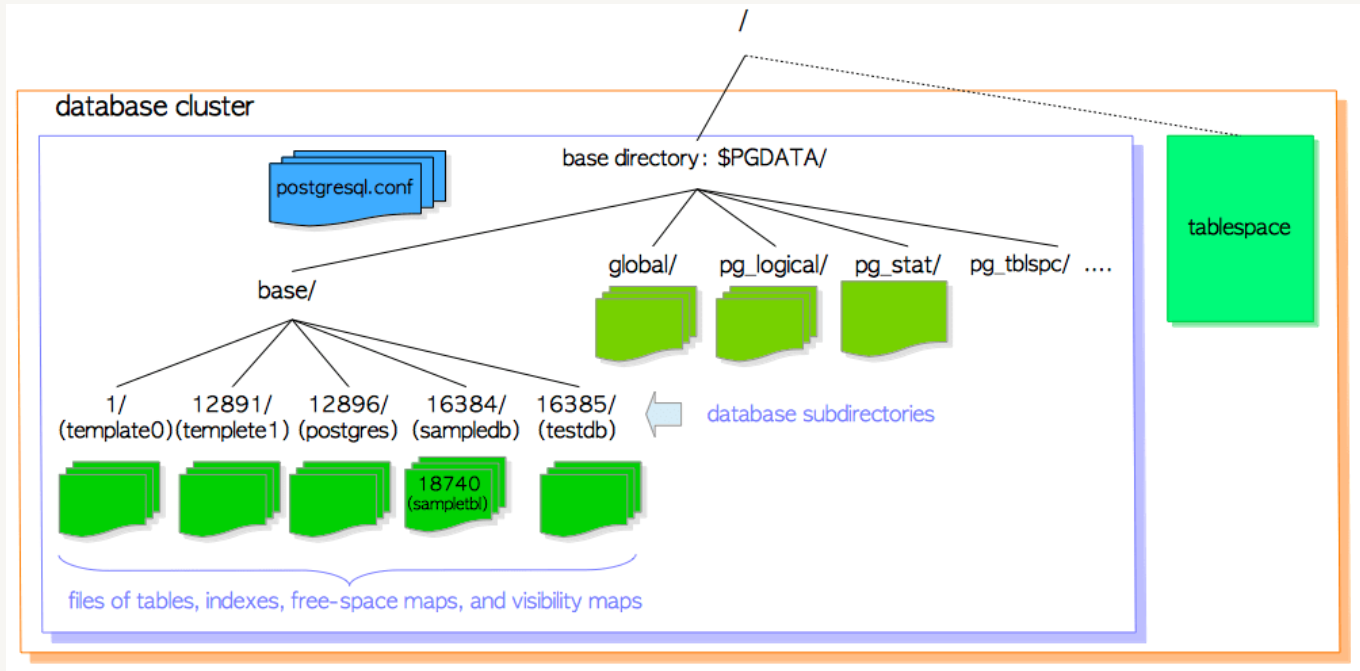 /
database cluster
base directory: $PGDATA/
postgresql.conf
tablespace
global/ pg_logical/ pg_stat/ pg_tblspc/ ....
base/
1/ 12891/ 12896/ 16384/ 16385/
(template0) (templete1) (postgres) (sampledb) (testdb)
database subdirectories
18740
(sampletbl)
files of tables, indexes, free-space maps, and visibility maps